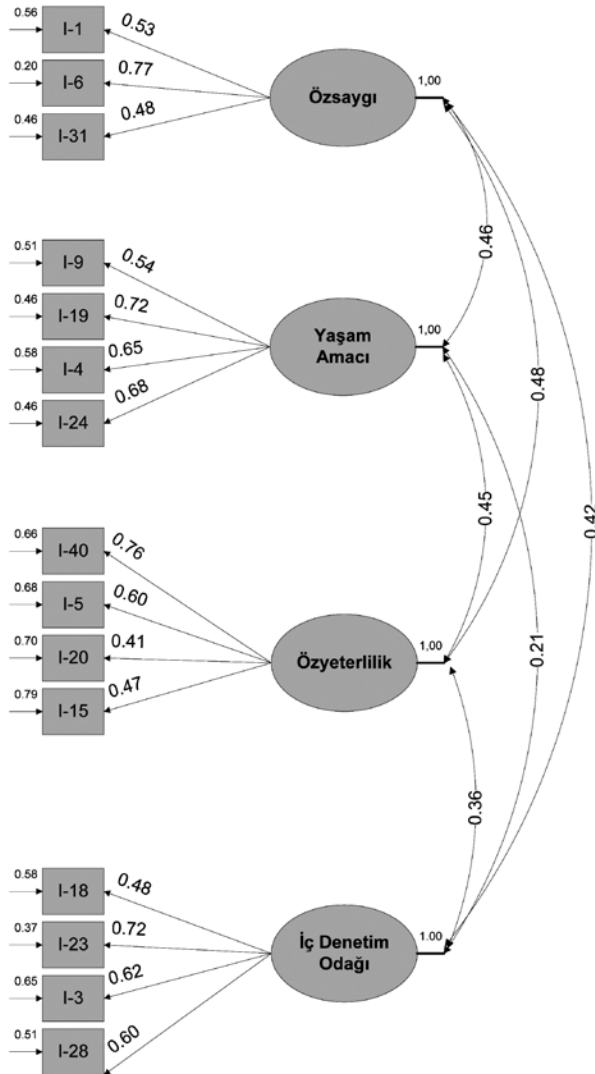 0.56
I-1
0.53
0.20
I-6
0.77
0.46
I-31
0.48
Özsaygı
1,00
0.46
0.51
I-9
0.54
0.46
I-19
0.72
0.58
I-4
0.65
0.46
I-24
0.68
Yaşam
Amacı
1,00
0.48
0.45
0.42
0.66
I-40
0.76
0.68
I-5
0.60
0.70
I-20
0.41
0.79
I-15
0.47
Özyeterlilik
1,00
0.21
0.36
0.58
I-18
0.48
0.37
I-23
0.72
0.65
I-3
0.62
0.51
I-28
0.60
İç Denetim
Odağı
1.00